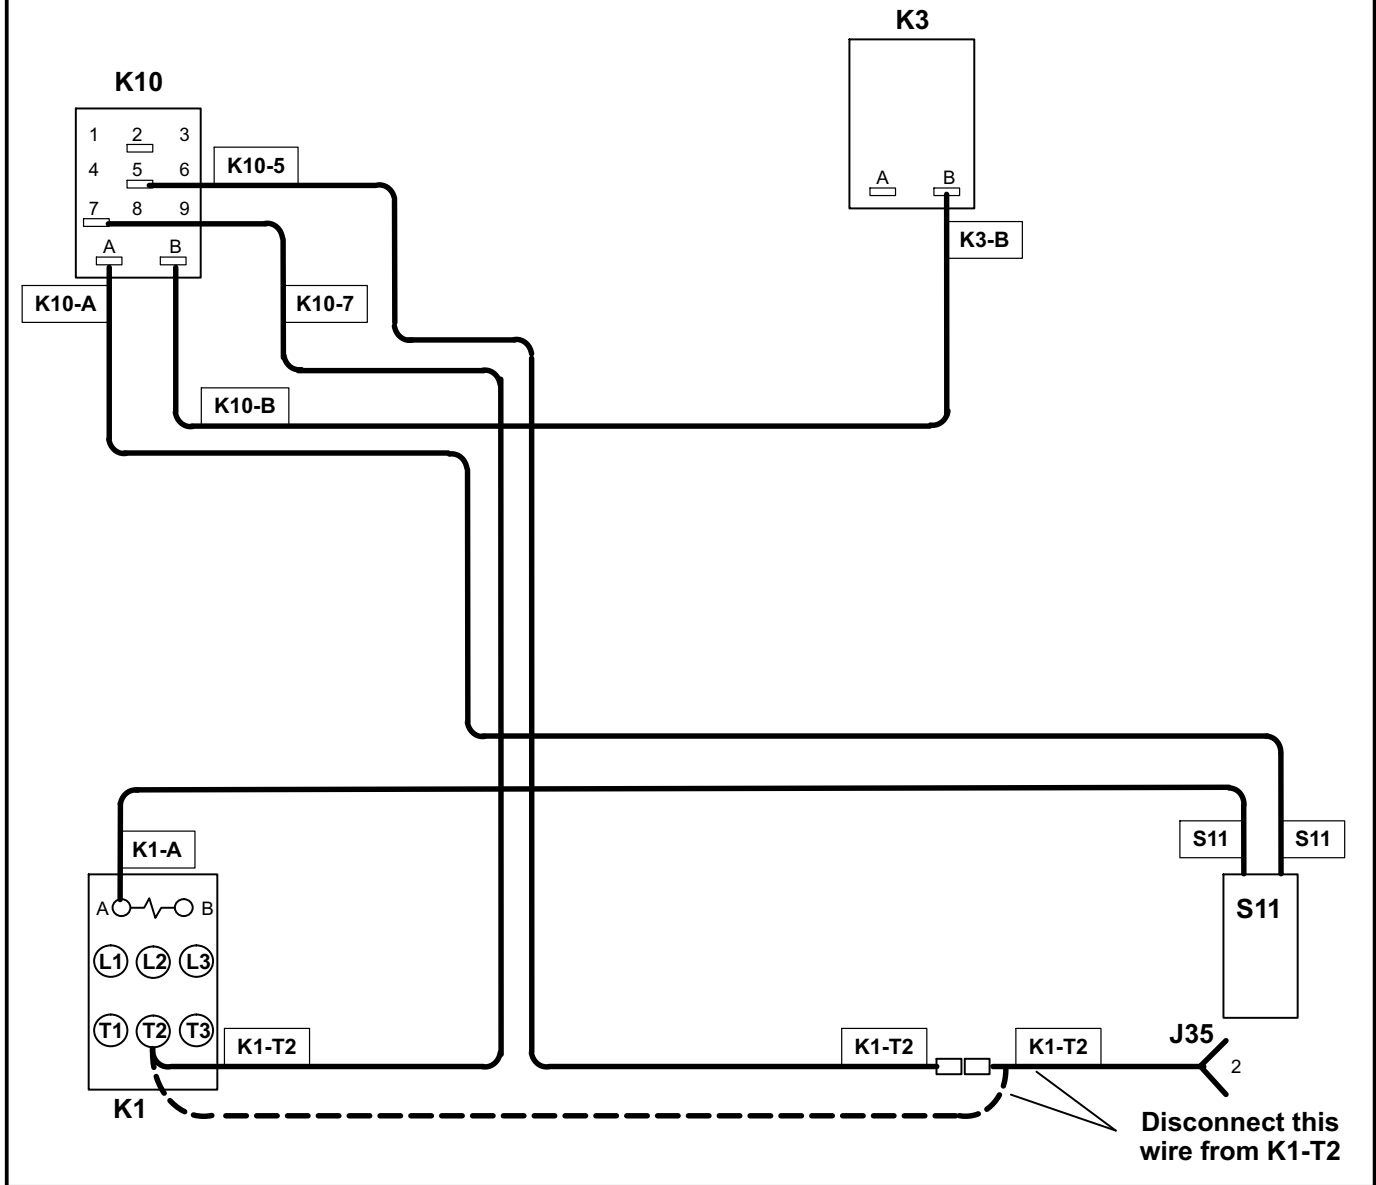 K3
K10
1 2 3
4 5 6
7 8 9
A B
K10-5
A B
K3-B
K10-A
K10-7
K10-B
K1-A
S11
S11
A B
S11
L1 L2 L3
T1 T2 T3
K1-T2
K1-T2
K1-T2
J35
2
K1
Disconnect this
wire from K1-T2